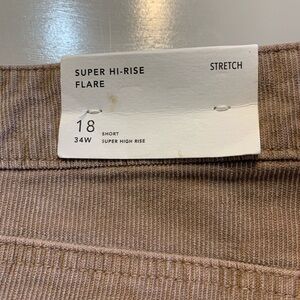 SUPER HI-RISE STRETCH
FLARE
18 SHORT
34W SUPER HIGH RISE